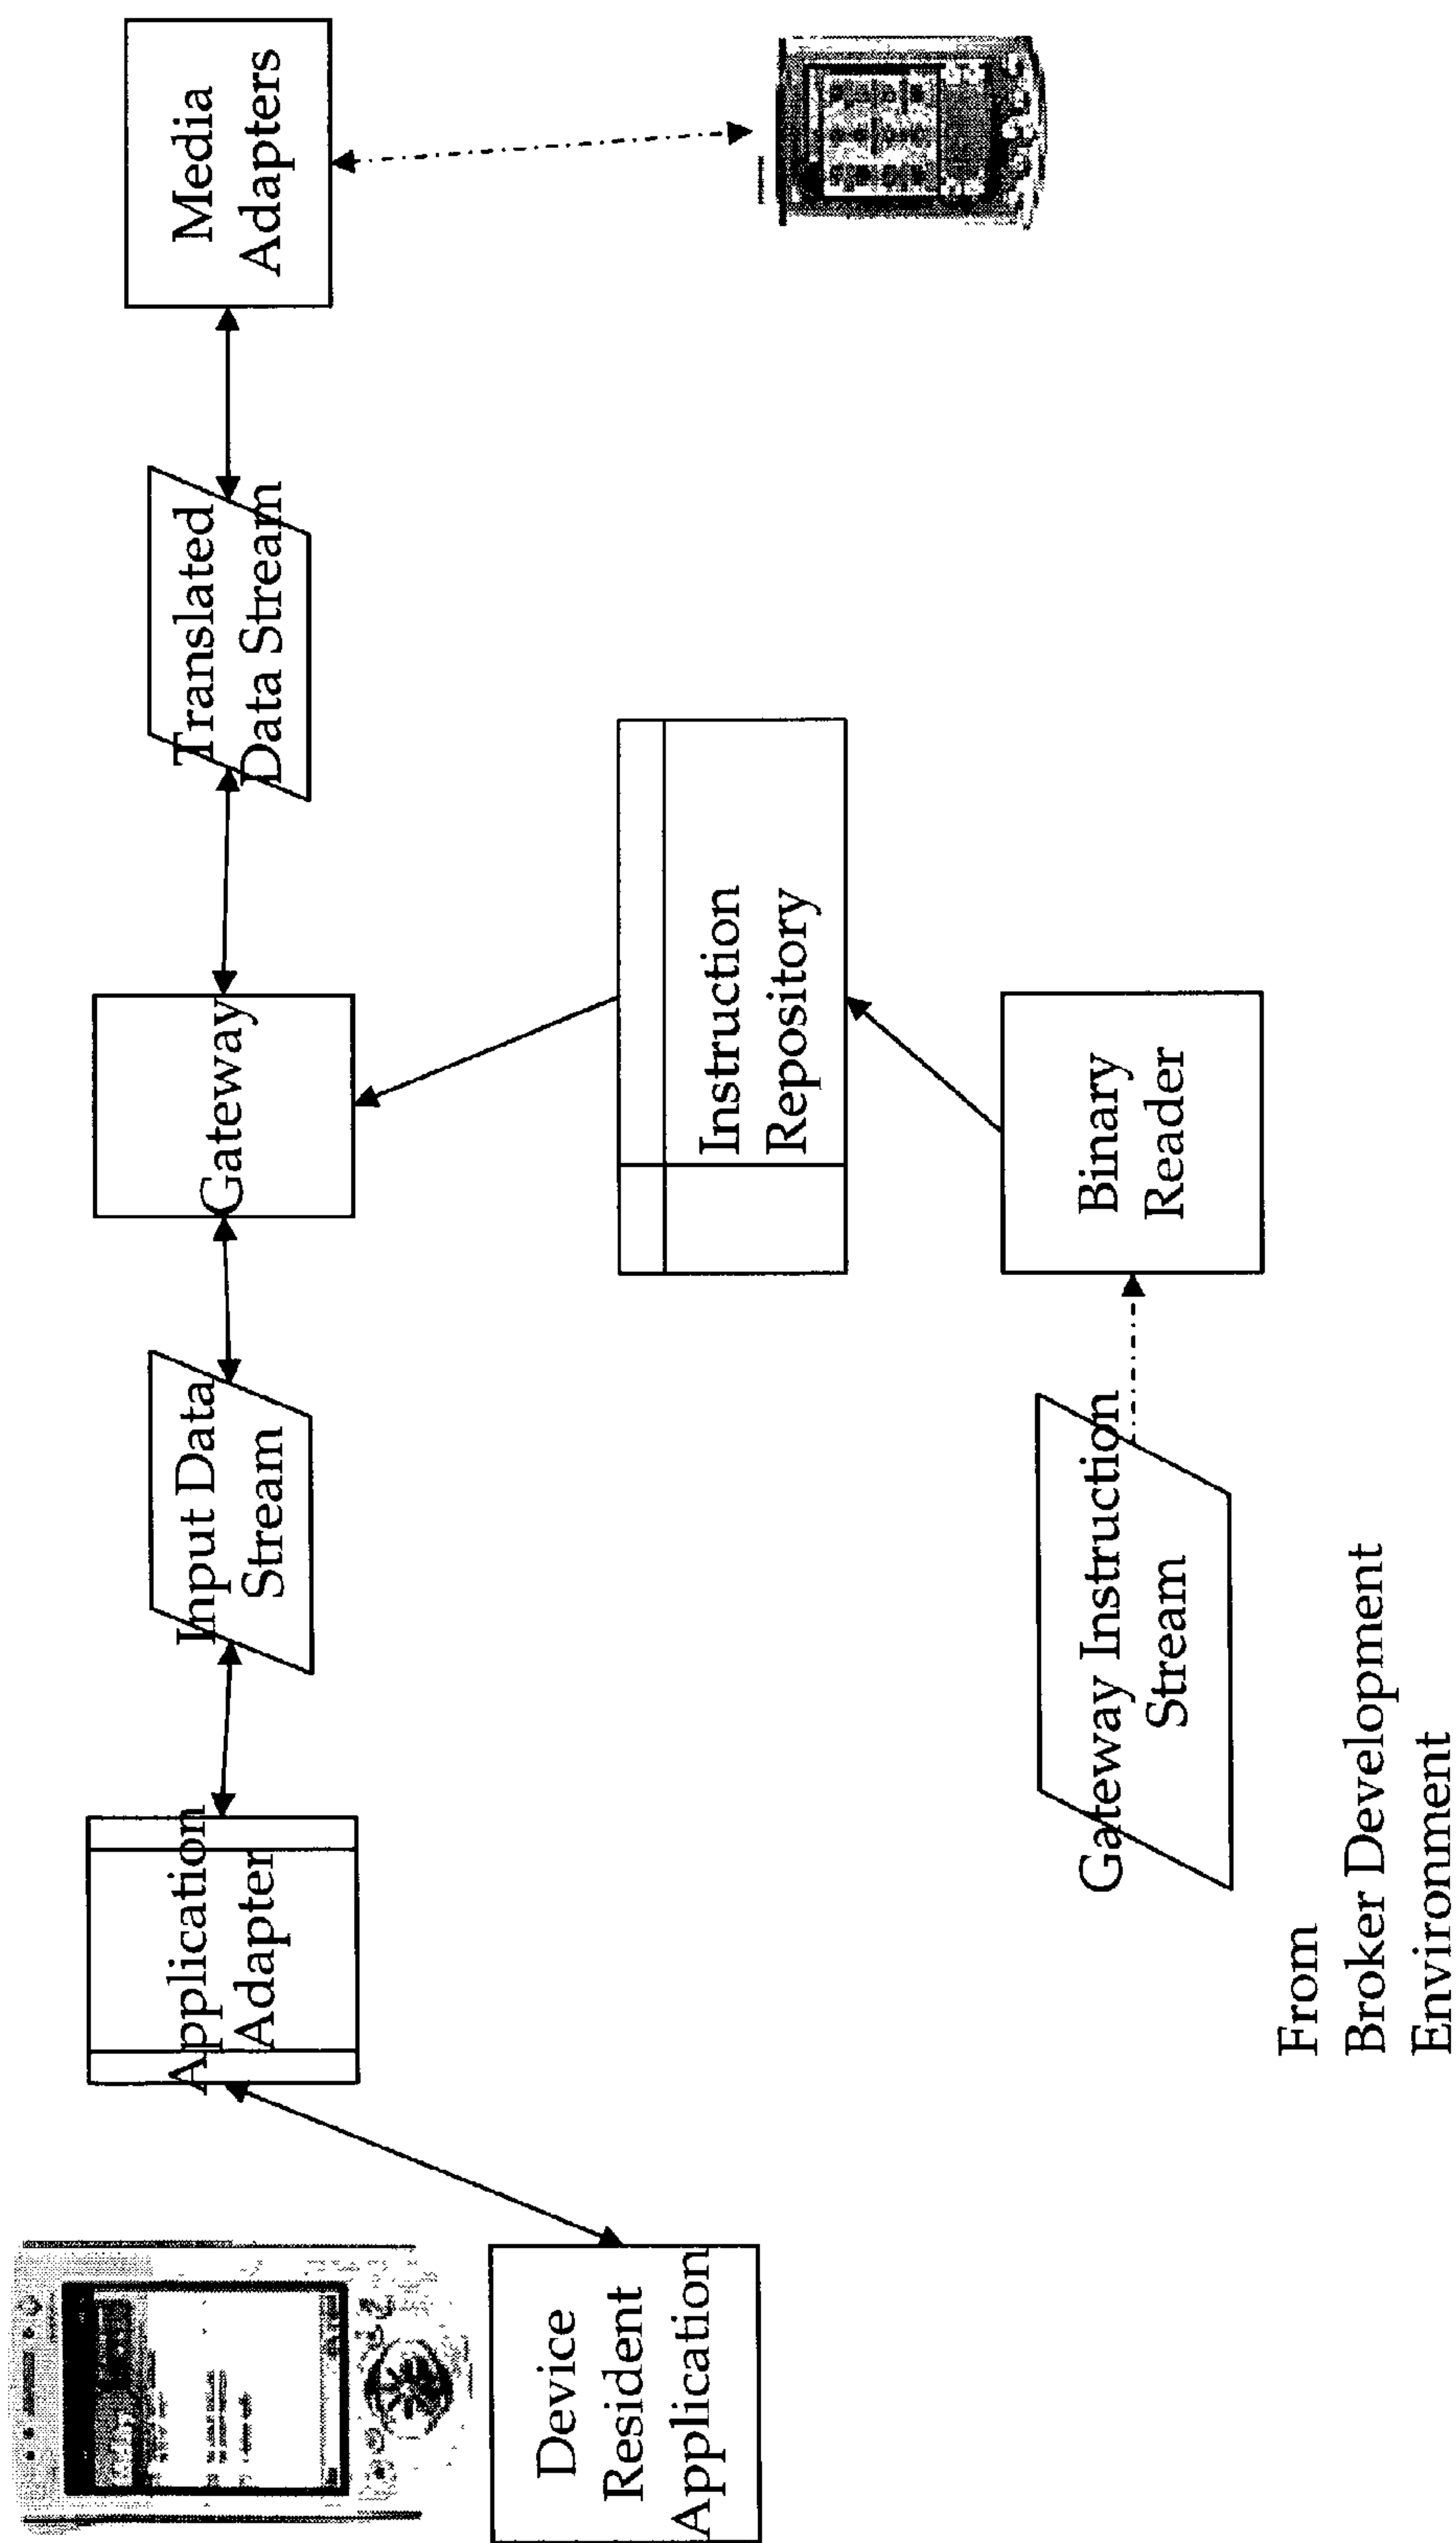 Device
Resident
Application
Application
Adapter
Input Data
Stream
Gateway
Translated
Data Stream
Media
Adapters
Instruction
Repository
Binary
Reader
Gateway Instruction
Stream
From
Broker Development
Environment